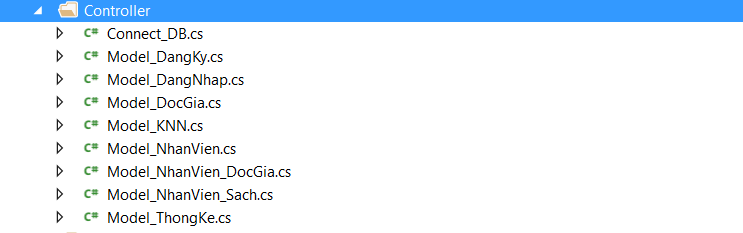 Controller
C# Connect_DB.cs
C# Model_DangKy.cs
C# Model_DangNhap.cs
C# Model_DocGia.cs
C# Model_KNN.cs
C# Model_NhanVien.cs
C# Model_NhanVien_DocGia.cs
C# Model_NhanVien_Sach.cs
C# Model_ThongKe.cs